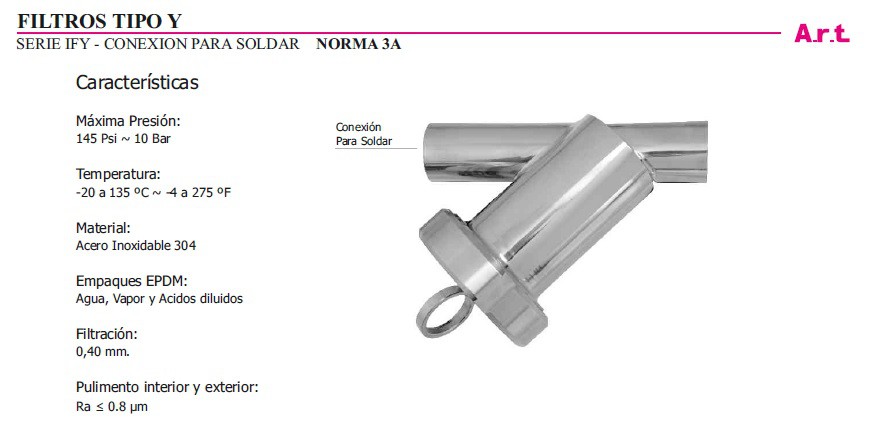 FILTROS TIPO Y
SERIE IFY - CONEXION PARA SOLDAR NORMA 3A
A.r.t.
Características
Máxima Presión:
145 Psi ~ 10 Bar
Temperatura:
-20 a 135 ºC ~ -4 a 275 ºF
Material:
Acero Inoxidable 304
Empaques EPDM:
Agua, Vapor y Acidos diluidos
Filtración:
0,40 mm.
Pulimento interior y exterior:
Ra ≤ 0.8 µm
Conexión
Para Soldar